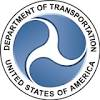 DEPARTMENT OF TRANSPORTATION
UNITED STATES OF AMERICA